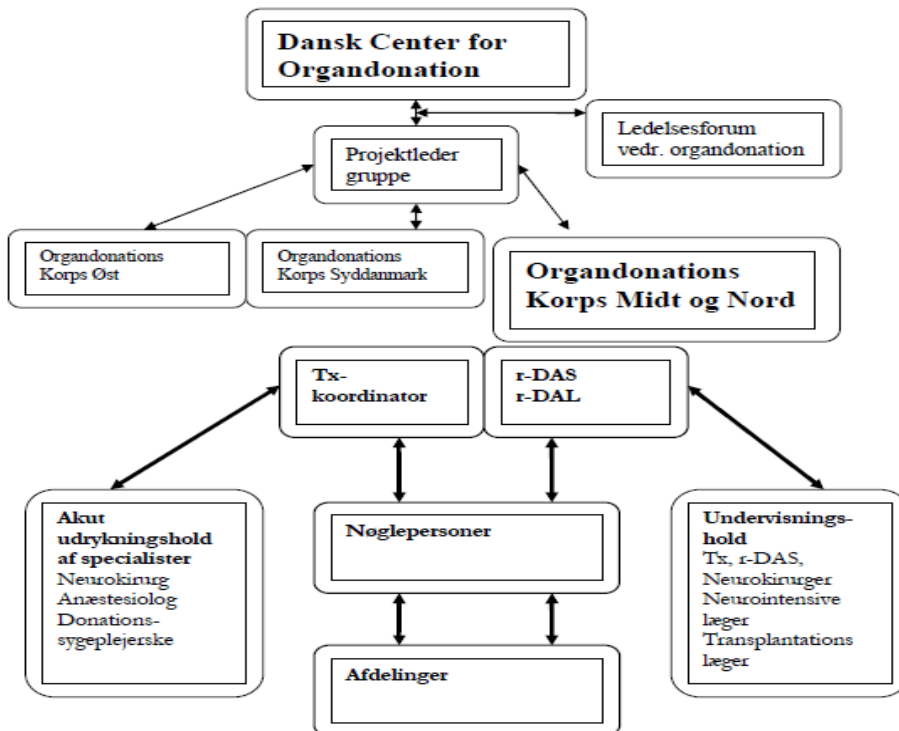 Dansk Center for
Organdonation
Ledelsesforum
vedr. organdonation
Projektleder
gruppe
Organdonations
Korps Øst
Organdonations
Korps Syddanmark
Organdonations
Korps Midt og Nord
Tx-
koordinator
r-DAS
r-DAL
Akut
udrykningshold
af specialister
Neurokirurg
Anæstesiolog
Donations-
sygeplejerske
Nøglepersoner
Undervisnings-
hold
Tx, r-DAS,
Neurokirurger
Neurointensive
læger
Transplantations
læger
Afdelinger